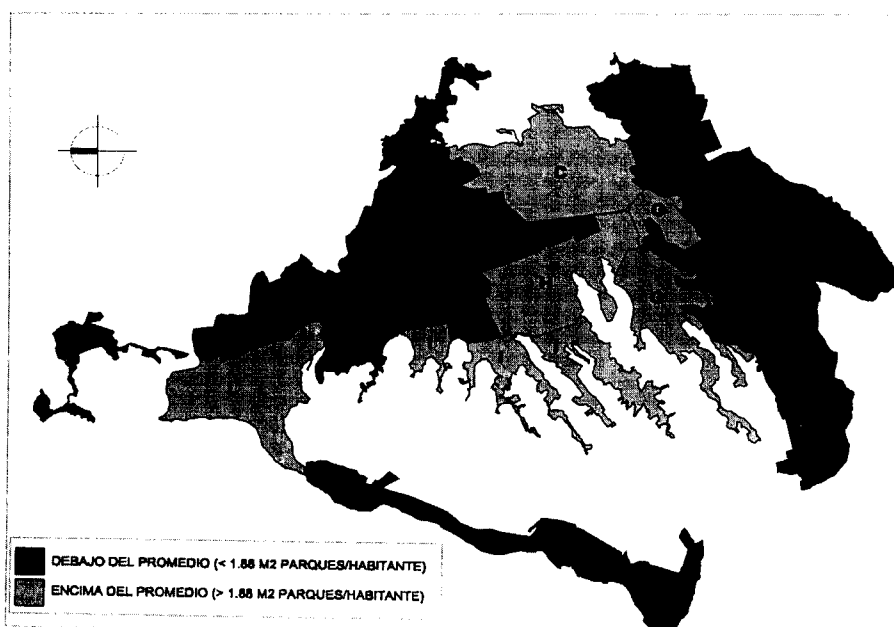 DEBAJO DEL PROMEDIO (< 1.88 M2 PARQUES/HABITANTE)
ENCIMA DEL PROMEDIO (> 1.88 M2 PARQUES/HABITANTE)